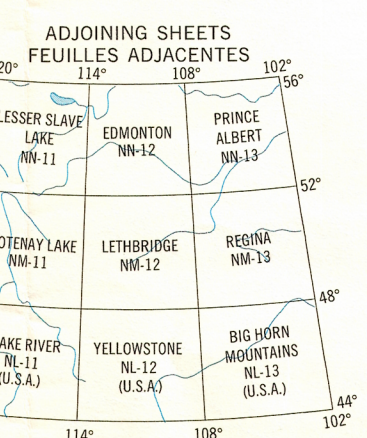 ADJOINING SHEETS
FEUILLES ADJACENTES
20° 114° 108° 102°
56°
LESSER SLAVE
LAKE
NN-11
EDMONTON
NN-12
PRINCE
ALBERT
NN-13
52°
OTENAY LAKE
NM-11
LETHBRIDGE
NM-12
REGINA
NM-13
48°
AKE RIVER
NL-11
(U.S.A.)
YELLOWSTONE
NL-12
(U.S.A.)
BIG HORN
MOUNTAINS
NL-13
(U.S.A.)
44°
114° 108° 102°